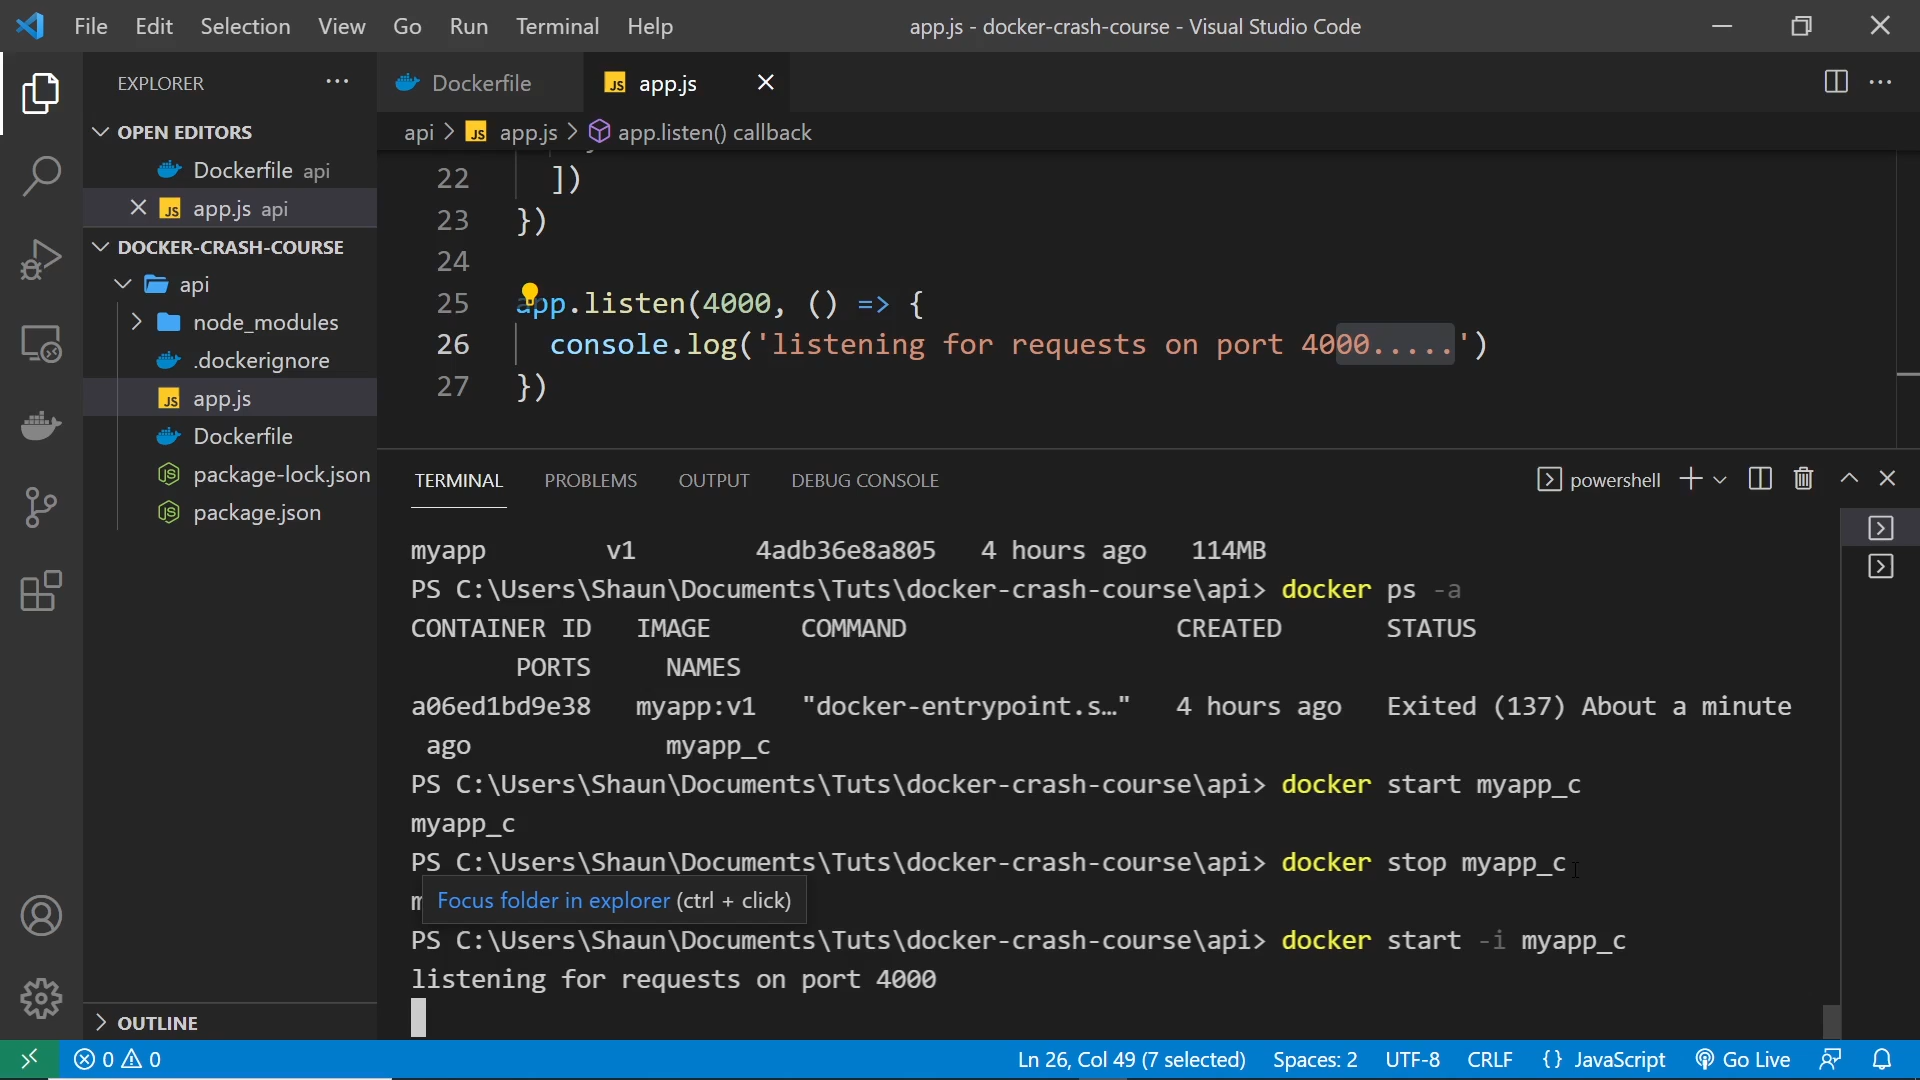 File Edit Selection View Go Run Terminal Help
app.js - docker-crash-course - Visual Studio Code
EXPLORER
OPEN EDITORS
Dockerfile api
JS app.js api
DOCKER-CRASH-COURSE
api
node_modules
.dockerignore
JS app.js
Dockerfile
package-lock.json
package.json
OUTLINE
Dockerfile
JS app.js
api > JS app.js > app.listen() callback
22 ])
23 })
24
25 app.listen(4000, () => {
26 console.log('listening for requests on port 4000.....')
27 })
TERMINAL PROBLEMS OUTPUT DEBUG CONSOLE
powershell
myapp v1 4adb36e8a805 4 hours ago 114MB
PS C:\Users\Shaun\Documents\Tuts\docker-crash-course\api> docker ps -a
CONTAINER ID IMAGE COMMAND CREATED STATUS
PORTS NAMES
a06ed1bd9e38 myapp:v1 "docker-entrypoint.s…" 4 hours ago Exited (137) About a minute
ago myapp_c
PS C:\Users\Shaun\Documents\Tuts\docker-crash-course\api> docker start myapp_c
myapp_c
PS C:\Users\Shaun\Documents\Tuts\docker-crash-course\api> docker stop myapp_c
Focus folder in explorer (ctrl + click)
PS C:\Users\Shaun\Documents\Tuts\docker-crash-course\api> docker start -i myapp_c
listening for requests on port 4000
0 0
Ln 26, Col 49 (7 selected) Spaces: 2 UTF-8 CRLF {} JavaScript Go Live